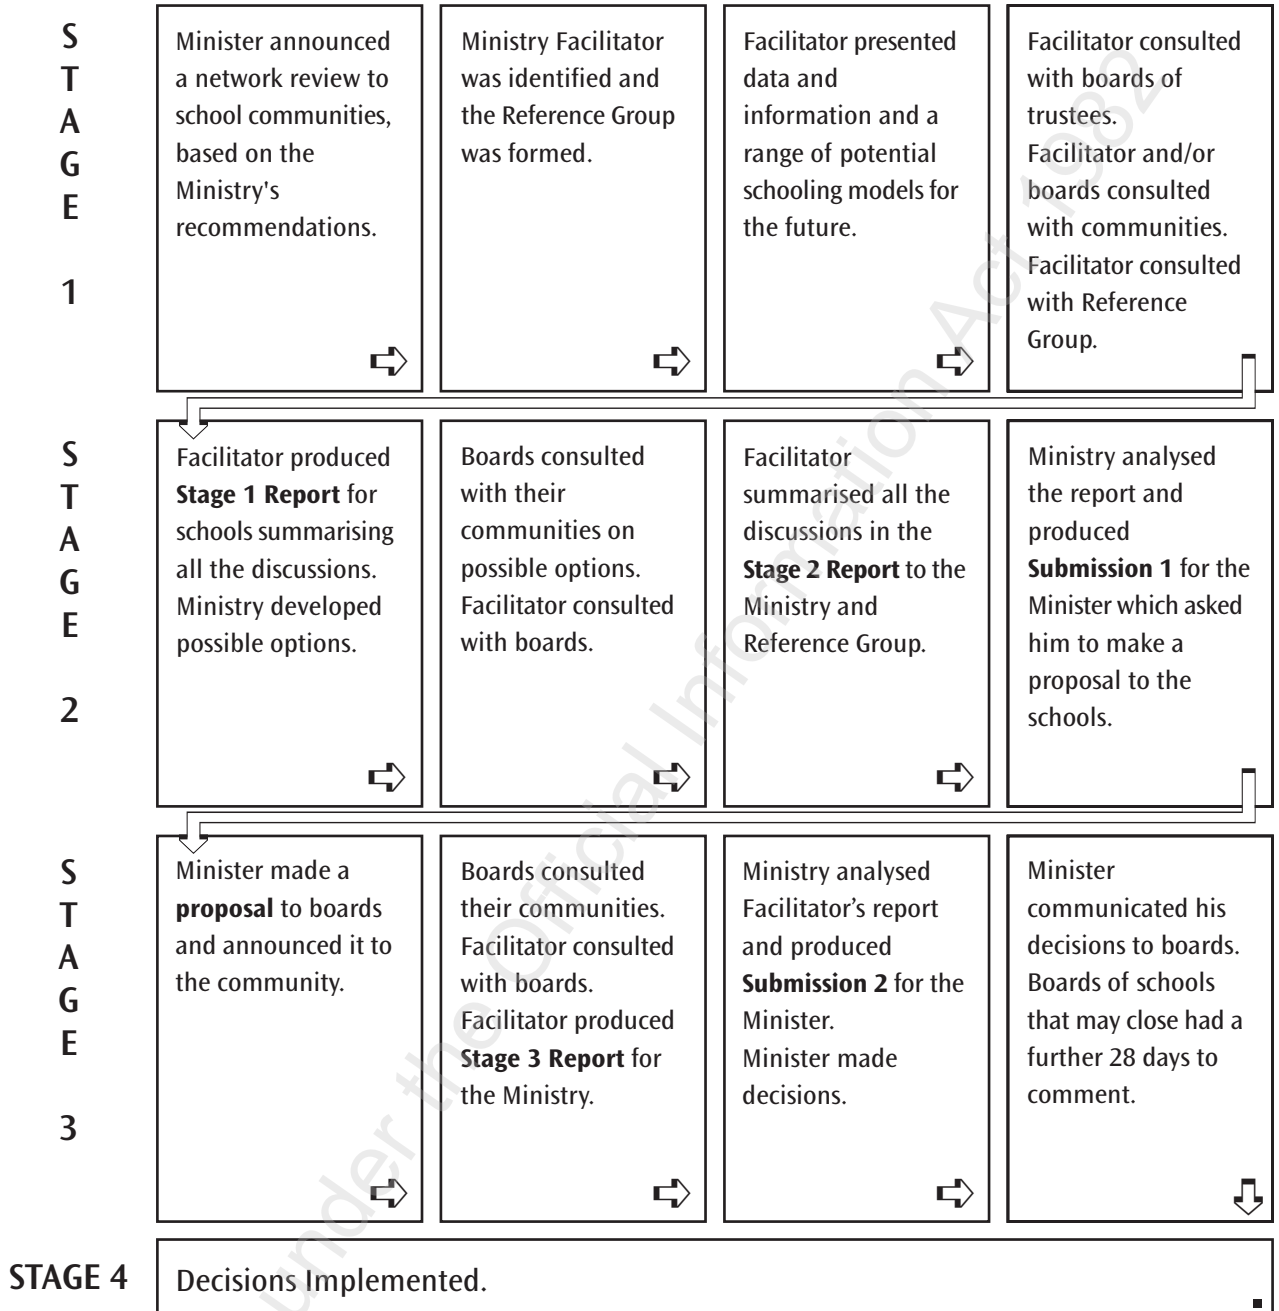 STAGE 1
Minister announced
a network review to
school communities,
based on the
Ministry's
recommendations.
Ministry Facilitator
was identified and
the Reference Group
was formed.
Facilitator presented
data and
information and a
range of potential
schooling models for
the future.
Facilitator consulted
with boards of
trustees.
Facilitator and/or
boards consulted
with communities.
Facilitator consulted
with Reference
Group.
STAGE 2
Facilitator produced
Stage 1 Report for
schools summarising
all the discussions.
Ministry developed
possible options.
Boards consulted
with their
communities on
possible options.
Facilitator consulted
with boards.
Facilitator
summarised all the
discussions in the
Stage 2 Report to the
Ministry and
Reference Group.
Ministry analysed
the report and
produced
Submission 1 for the
Minister which asked
him to make a
proposal to the
schools.
STAGE 3
Minister made a
proposal to boards
and announced it to
the community.
Boards consulted
their communities.
Facilitator consulted
with boards.
Facilitator produced
Stage 3 Report for
the Ministry.
Ministry analysed
Facilitator’s report
and produced
Submission 2 for the
Minister.
Minister made
decisions.
Minister
communicated his
decisions to boards.
Boards of schools
that may close had a
further 28 days to
comment.
STAGE 4
Decisions Implemented.
under the Official Information Act 1982